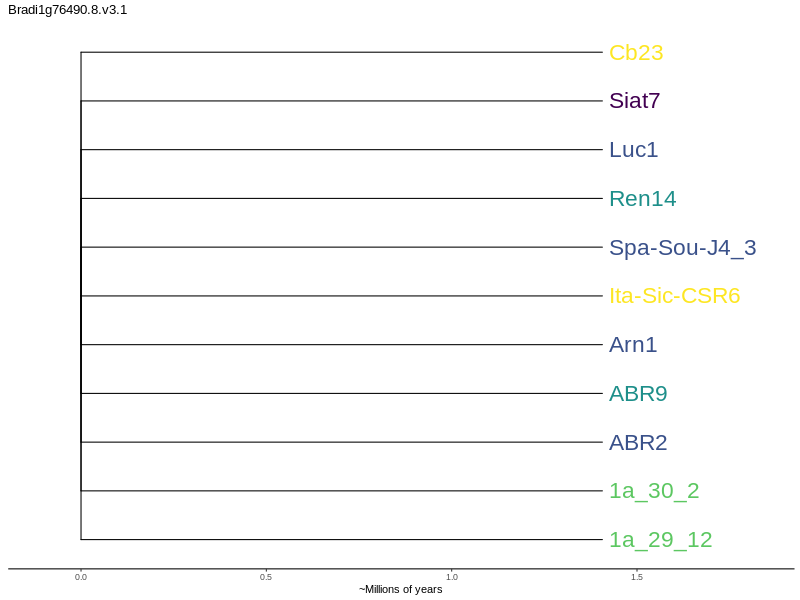 Bradi1g76490.8.v3.1
Cb23
Siat7
Luc1
Ren14
Spa-Sou-J4_3
Ita-Sic-CSR6
Arn1
ABR9
ABR2
1a_30_2
1a_29_12
0.0 0.5 1.0 1.5
~Millions of years